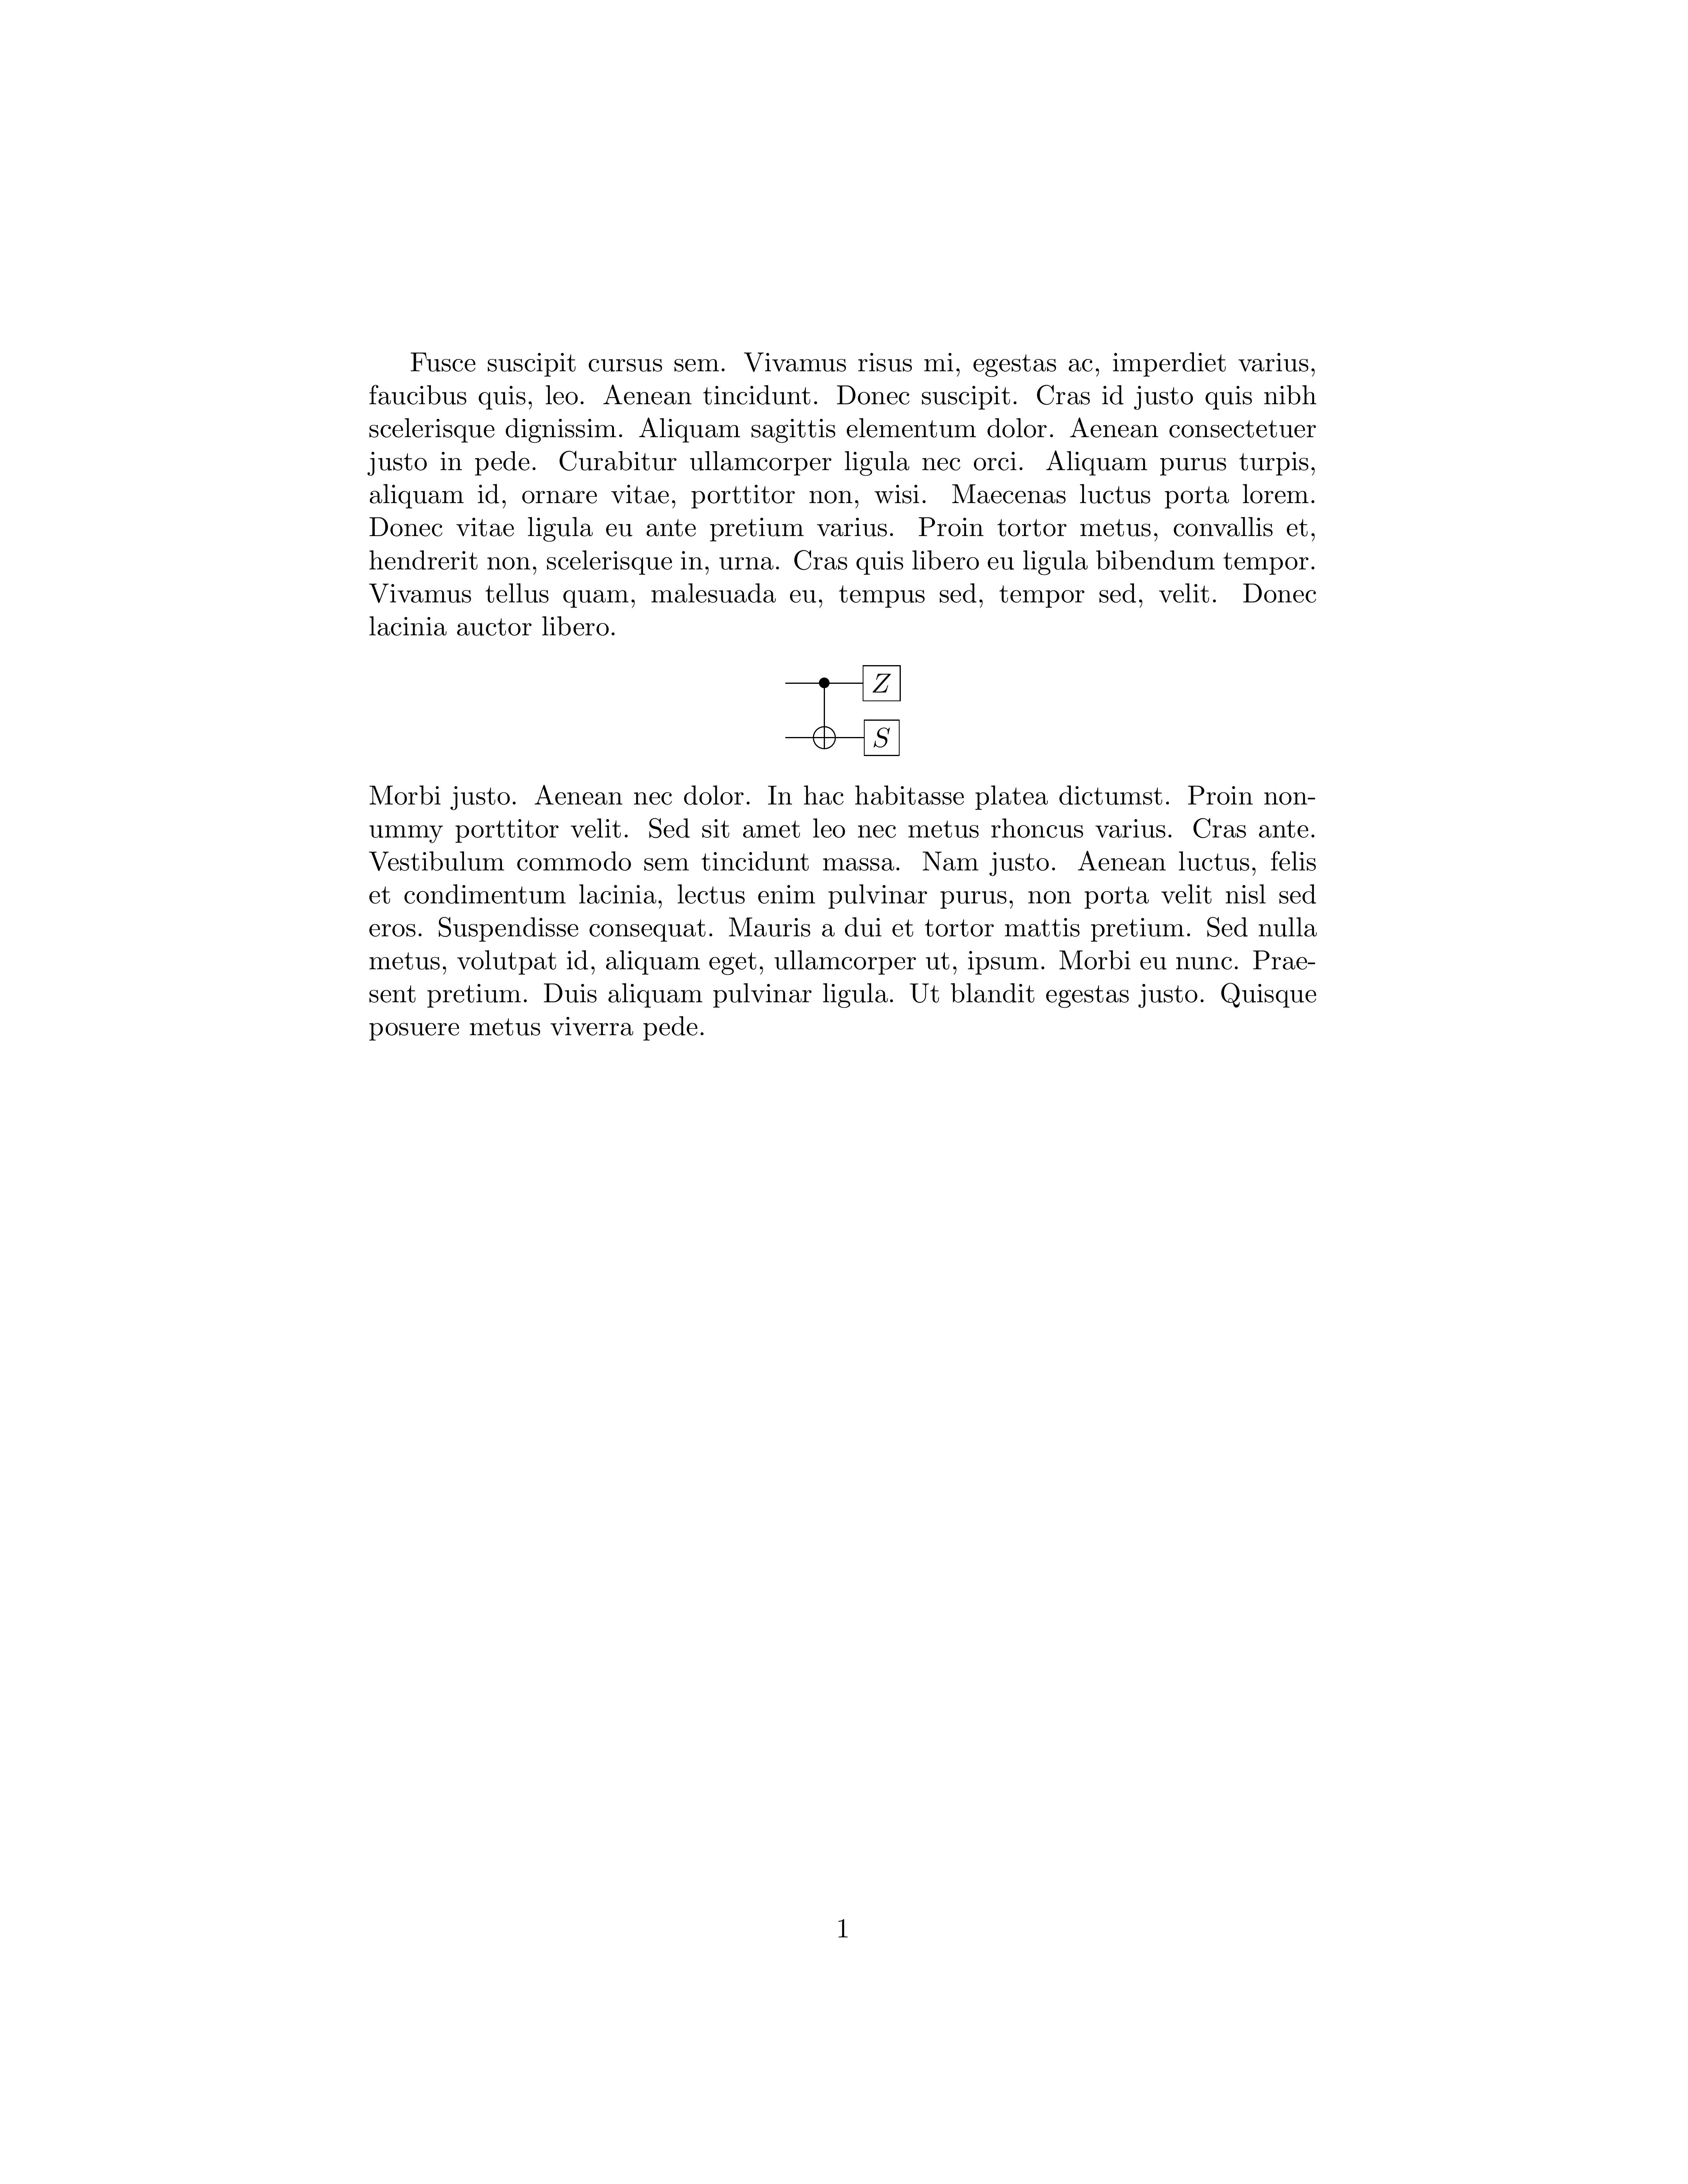 Fusce suscipit cursus sem. Vivamus risus mi, egestas ac, imperdiet varius,
faucibus quis, leo. Aenean tincidunt. Donec suscipit. Cras id justo quis nibh
scelerisque dignissim. Aliquam sagittis elementum dolor. Aenean consectetuer
justo in pede. Curabitur ullamcorper ligula nec orci. Aliquam purus turpis,
aliquam id, ornare vitae, porttitor non, wisi. Maecenas luctus porta lorem.
Donec vitae ligula eu ante pretium varius. Proin tortor metus, convallis et,
hendrerit non, scelerisque in, urna. Cras quis libero eu ligula bibendum tempor.
Vivamus tellus quam, malesuada eu, tempus sed, tempor sed, velit. Donec
lacinia auctor libero.
Z
S
Morbi justo. Aenean nec dolor. In hac habitasse platea dictumst. Proin non-
ummy porttitor velit. Sed sit amet leo nec metus rhoncus varius. Cras ante.
Vestibulum commodo sem tincidunt massa. Nam justo. Aenean luctus, felis
et condimentum lacinia, lectus enim pulvinar purus, non porta velit nisl sed
eros. Suspendisse consequat. Mauris a dui et tortor mattis pretium. Sed nulla
metus, volutpat id, aliquam eget, ullamcorper ut, ipsum. Morbi eu nunc. Prae-
sent pretium. Duis aliquam pulvinar ligula. Ut blandit egestas justo. Quisque
posuere metus viverra pede.
1